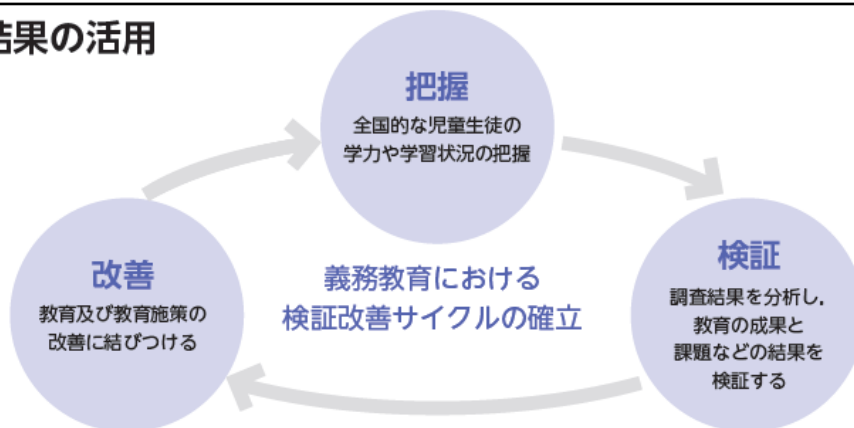 結果の活用
把握
全国的な児童生徒の
学力や学習状況の把握
検証
調査結果を分析し,
教育の成果と
課題などの結果を
検証する
改善
教育及び教育施策の
改善に結びつける
義務教育における
検証改善サイクルの確立